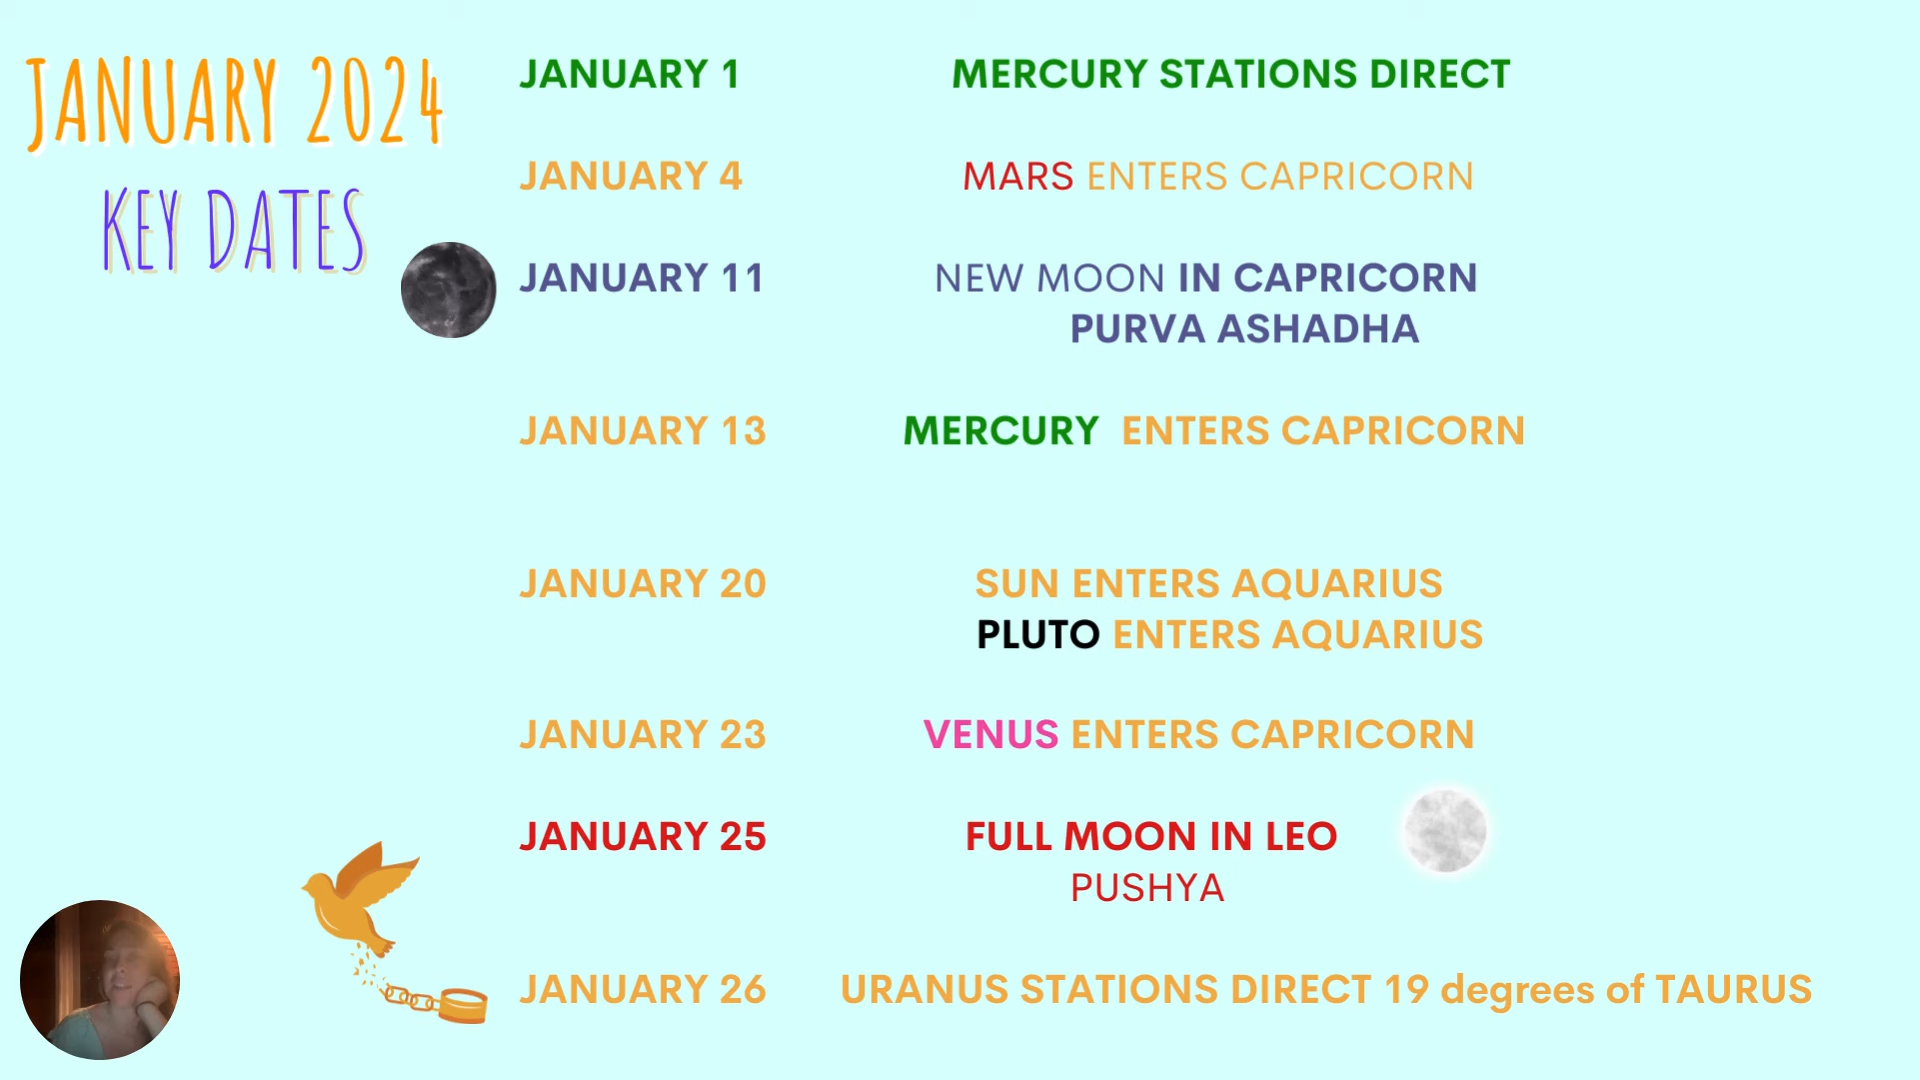 JANUARY 2024
KEY DATES
JANUARY 1 MERCURY STATIONS DIRECT
JANUARY 4 MARS ENTERS CAPRICORN
JANUARY 11 NEW MOON IN CAPRICORN
PURVA ASHADHA
JANUARY 13 MERCURY ENTERS CAPRICORN
JANUARY 20 SUN ENTERS AQUARIUS
PLUTO ENTERS AQUARIUS
JANUARY 23 VENUS ENTERS CAPRICORN
JANUARY 25 FULL MOON IN LEO
PUSHYA
JANUARY 26 URANUS STATIONS DIRECT 19 degrees of TAURUS